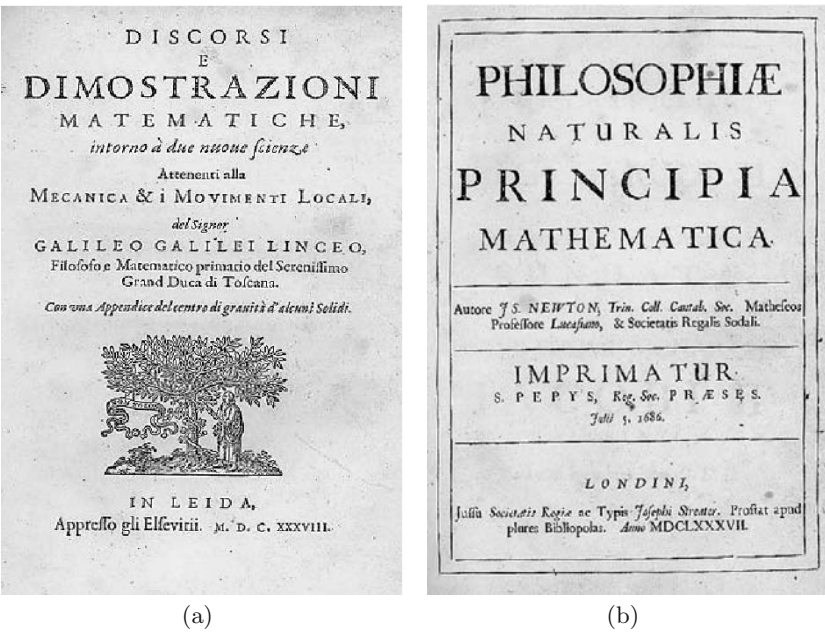 DISCORSI
E
DIMOSTRAZIONI
MATEMATICHE,
intorno à due nuoue ſcienze
Attenenti alla
MECANICA & i MOVIMENTI LOCALI,
del Signor
GALILEO GALILEI LINCEO,
Filoſofo e Matematico primario del Sereniſſimo
Grand Duca di Toſcana.
Con vna Appendice del centro di grauità d'alcuni Solidi.
IN LEIDA,
Appreſſo gli Elſevirii. M. D. C. XXXVIII.
(a)
PHILOSOPHIÆ
NATURALIS
PRINCIPIA
MATHEMATICA.
Autore J S. NEWTON, Trin. Coll. Cantab. Soc. Matheſeos
Profeſſore Lucaſiano, & Societatis Regalis Sodali.
IMPRIMATUR.
S. PEPYS, Reg. Soc. PRÆSES.
Julii 5. 1686.
LONDINI,
Juſſu Societatis Regiæ ac Typis Joſephi Streater. Proſtat apud
plures Bibliopolas. Anno MDCLXXXVII.
(b)